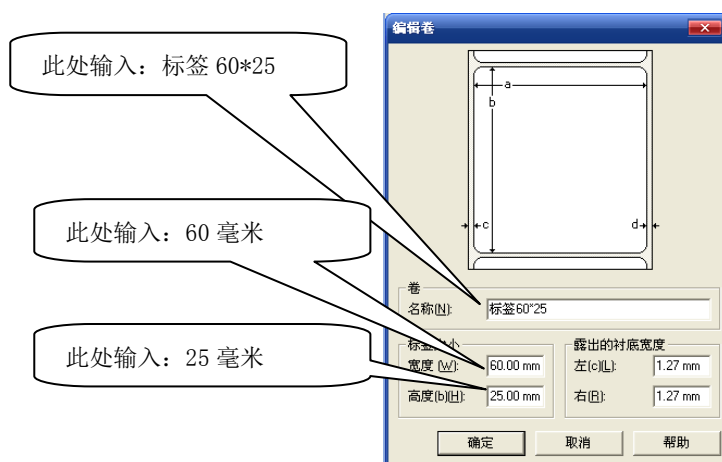 编辑卷
此处输入：标签 60*25
a
b
c
d
此处输入：60 毫米
卷
名称(N):
标签60*25
此处输入：25 毫米
宽度 (W):
60.00 mm
高度(b)(H):
25.00 mm
露出的衬底宽度
左(c)(L):
1.27 mm
右(R):
1.27 mm
确定
取消
帮助